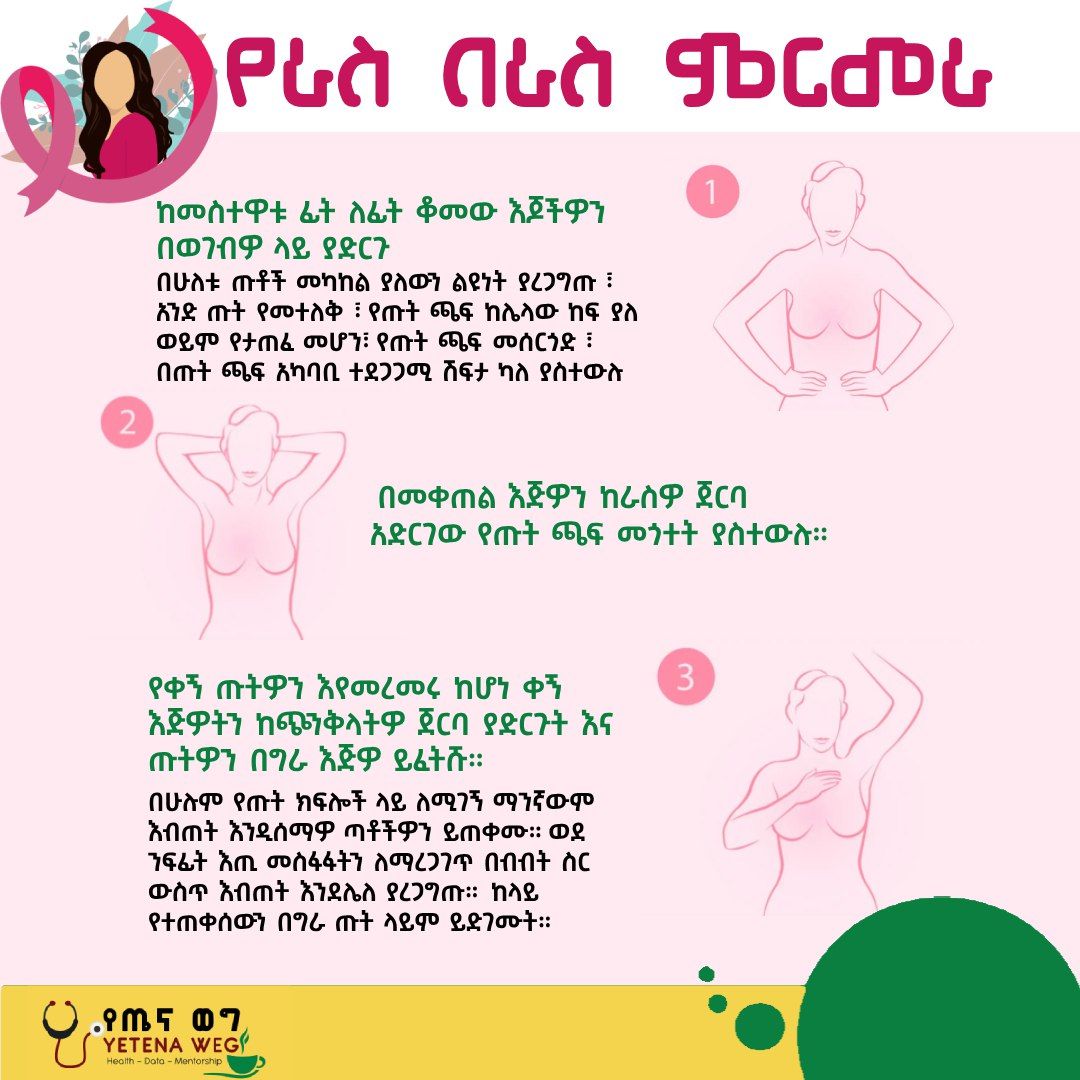 የራስ በራስ ምርመራ
1
ከመስተዋቱ ፊት ለፊት ቆመው እጆችዎን
በወገብዎ ላይ ያድርጉ
በሁለቱ ጡቶች መካከል ያለውን ልዩነት ያረጋግጡ ፣
አንድ ጡት የመተለቅ ፣ የጡት ጫፍ ከሌላው ከፍ ያለ
ወይም የታጠፈ መሆን፣ የጡት ጫፍ መሰርጎድ ፣
በጡት ጫፍ አካባቢ ተደጋጋሚ ሽፍታ ካለ ያስተውሉ
2
በመቀጠል እጅዎን ከራስዎ ጀርባ
አድርገው የጡት ጫፍ መጎተት ያስተውሉ።
3
የቀኝ ጡትዎን እየመረመሩ ከሆነ ቀኝ
እጅዎትን ከጭንቅላትዎ ጀርባ ያድርጉት እና
ጡትዎን በግራ እጅዎ ይፈትሹ።
በሁሉም የጡት ክፍሎች ላይ ለሚገኝ ማንኛውም
እብጠት እንዲሰማዎ ጣቶችዎን ይጠቀሙ። ወደ
ንፍፊት እጢ መስፋፋትን ለማረጋገጥ በብብት ስር
ውስጥ እብጠት እንደሌለ ያረጋግጡ። ከላይ
የተጠቀሰውን በግራ ጡት ላይም ይድገሙት።
የጤና ወግ
YETENA WEG
Health - Data - Mentorship